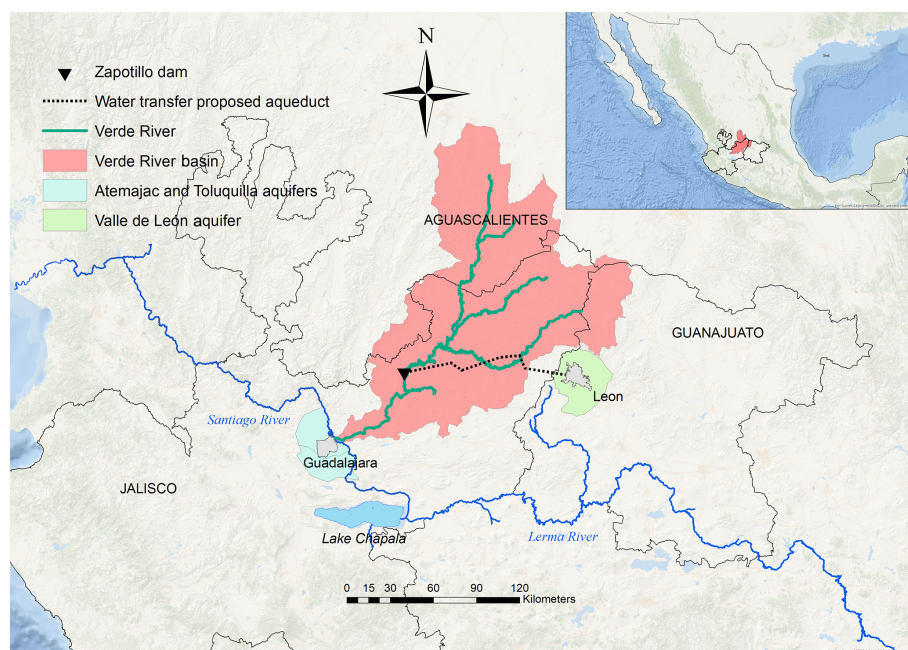 Zapotillo dam
Water transfer proposed aqueduct
Verde River
Verde River basin
Atemajac and Toluquilla aquifers
Valle de León aquifer
N
AGUASCALIENTES
GUANAJUATO
Leon
Santiago River
Guadalajara
JALISCO
Lake Chapala
Lerma River
0 15 30 60 90 120
Kilometers